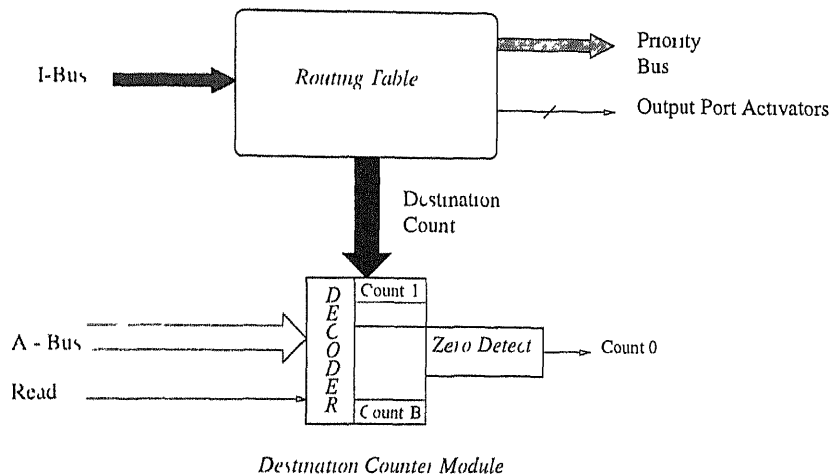 I-Bus
Routing Table
Priority
Bus
Output Port Activators
Destination
Count
DECODER
Count 1
A - Bus
Zero Detect
Count 0
Read
Count B
Destination Counter Module